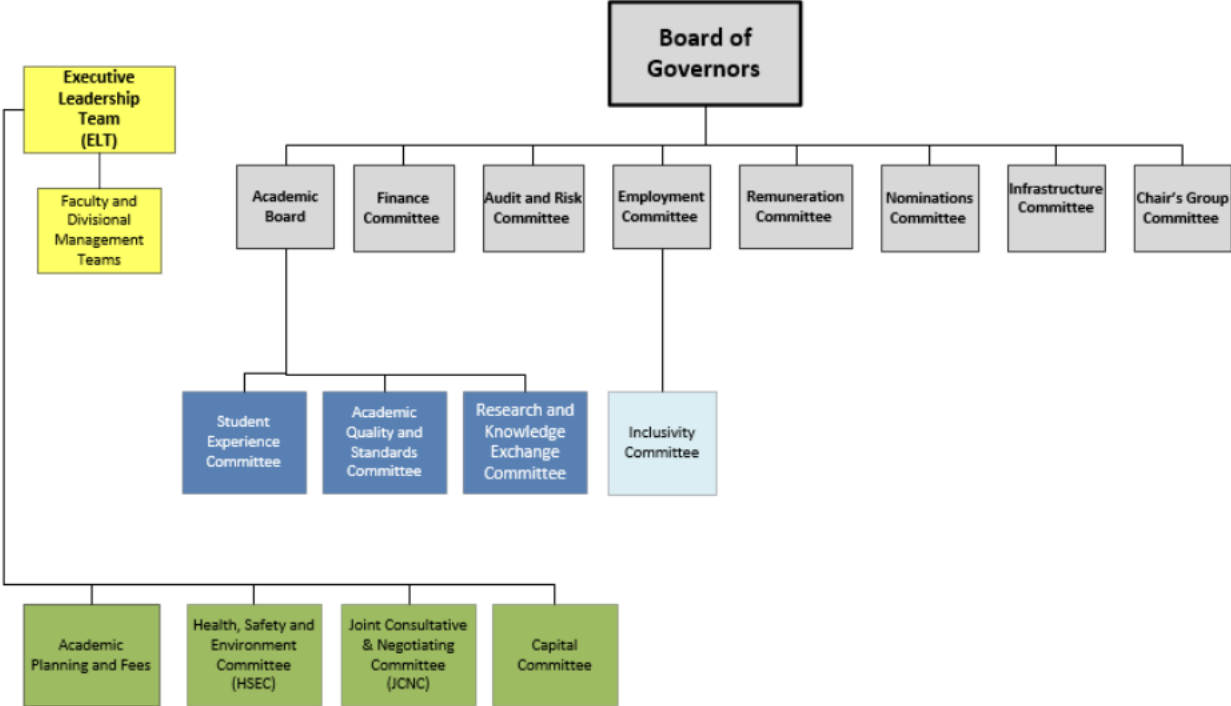 Board of
Governors
Executive
Leadership
Team
(ELT)
Faculty and
Divisional
Management
Teams
Academic
Board
Finance
Committee
Audit and Risk
Committee
Employment
Committee
Remuneration
Committee
Nominations
Committee
Infrastructure
Committee
Chair's Group
Committee
Student
Experience
Committee
Academic
Quality and
Standards
Committee
Research and
Knowledge
Exchange
Committee
Inclusivity
Committee
Academic
Planning and Fees
Health, Safety and
Environment
Committee
(HSEC)
Joint Consultative
& Negotiating
Committee
(JCNC)
Capital
Committee